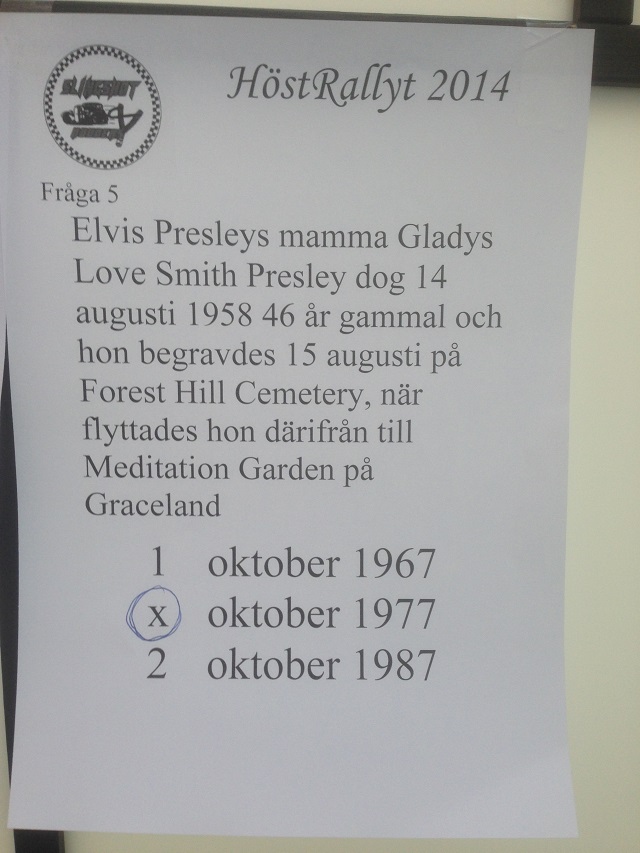 HöstRallyt 2014
Fråga 5
Elvis Presleys mamma Gladys
Love Smith Presley dog 14
augusti 1958 46 år gammal och
hon begravdes 15 augusti på
Forest Hill Cemetery, när
flyttades hon därifrån till
Meditation Garden på
Graceland
1 oktober 1967
x oktober 1977
2 oktober 1987